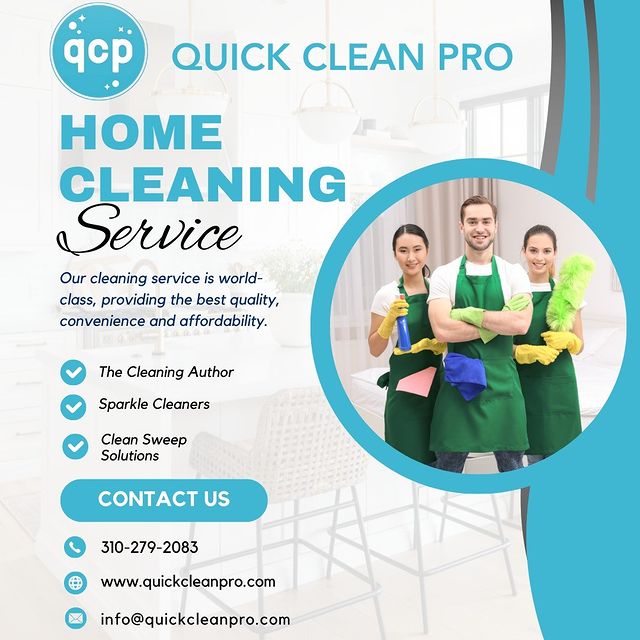 qcp
QUICK CLEAN PRO
HOME
CLEANING
Service
Our cleaning service is world-
class, providing the best quality,
convenience and affordability.
The Cleaning Author
Sparkle Cleaners
Clean Sweep
Solutions
CONTACT US
310-279-2083
www.quickcleanpro.com
info@quickcleanpro.com